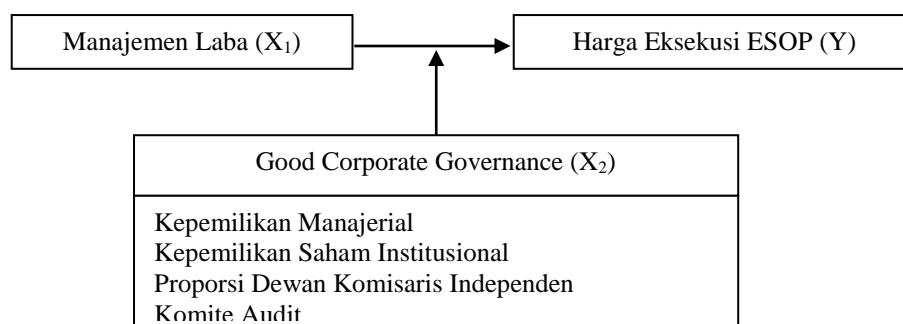 Manajemen Laba (X₁)
Harga Eksekusi ESOP (Y)
Good Corporate Governance (X₂)
Kepemilikan Manajerial
Kepemilikan Saham Institusional
Proporsi Dewan Komisaris Independen
Komite Audit